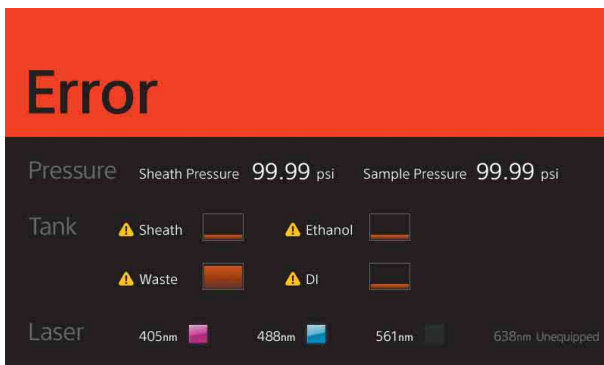 Error
Pressure Sheath Pressure 99.99 psi Sample Pressure 99.99 psi
Tank Sheath Ethanol
Waste DI
Laser 405nm 488nm 561nm 638nm Unequipped